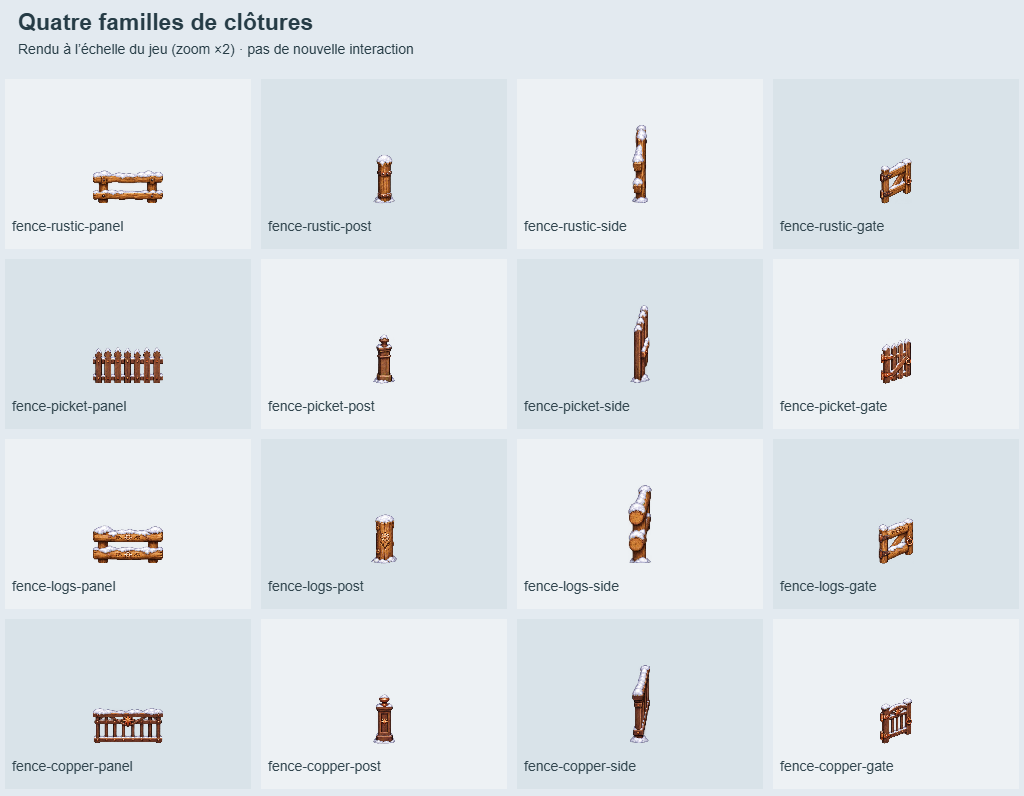 Quatre familles de clôtures
Rendu à l'échelle du jeu (zoom ×2) · pas de nouvelle interaction
fence-rustic-panel
fence-rustic-post
fence-rustic-side
fence-rustic-gate
fence-picket-panel
fence-picket-post
fence-picket-side
fence-picket-gate
fence-logs-panel
fence-logs-post
fence-logs-side
fence-logs-gate
fence-copper-panel
fence-copper-post
fence-copper-side
fence-copper-gate